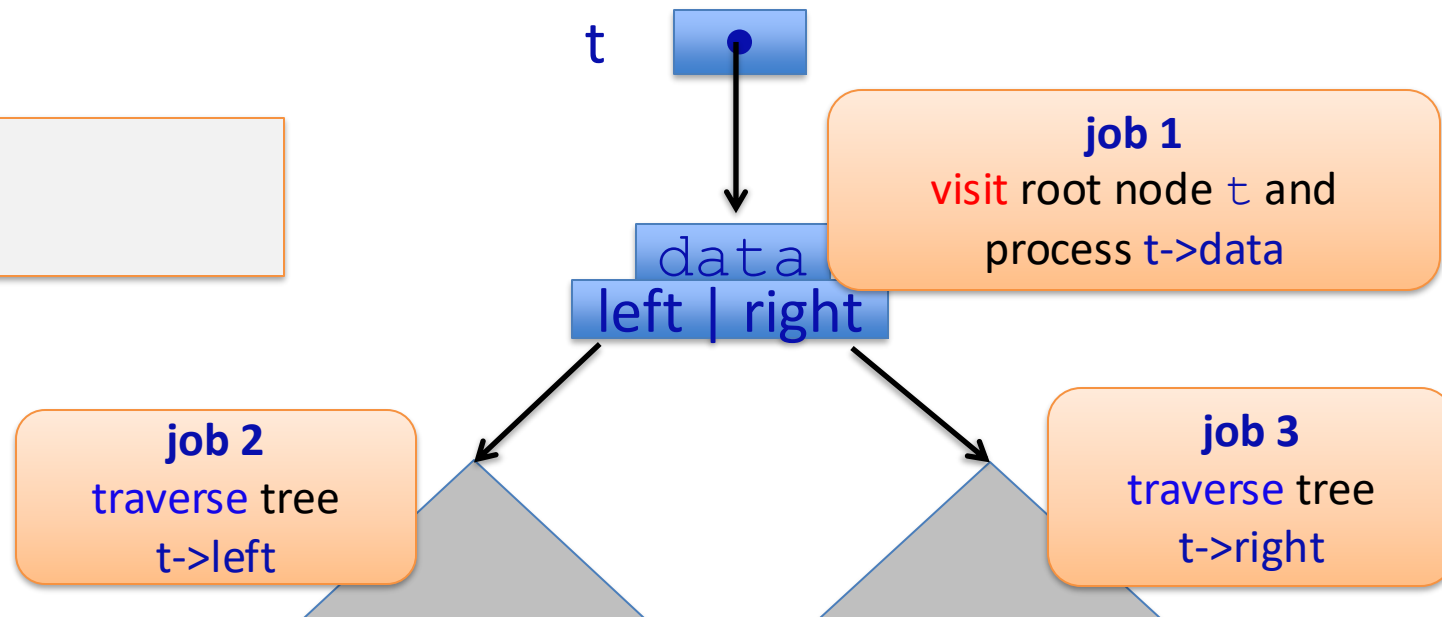 t
job 1
visit root node t and
process t->data
data
left | right
job 2
traverse tree
t->left
job 3
traverse tree
t->right